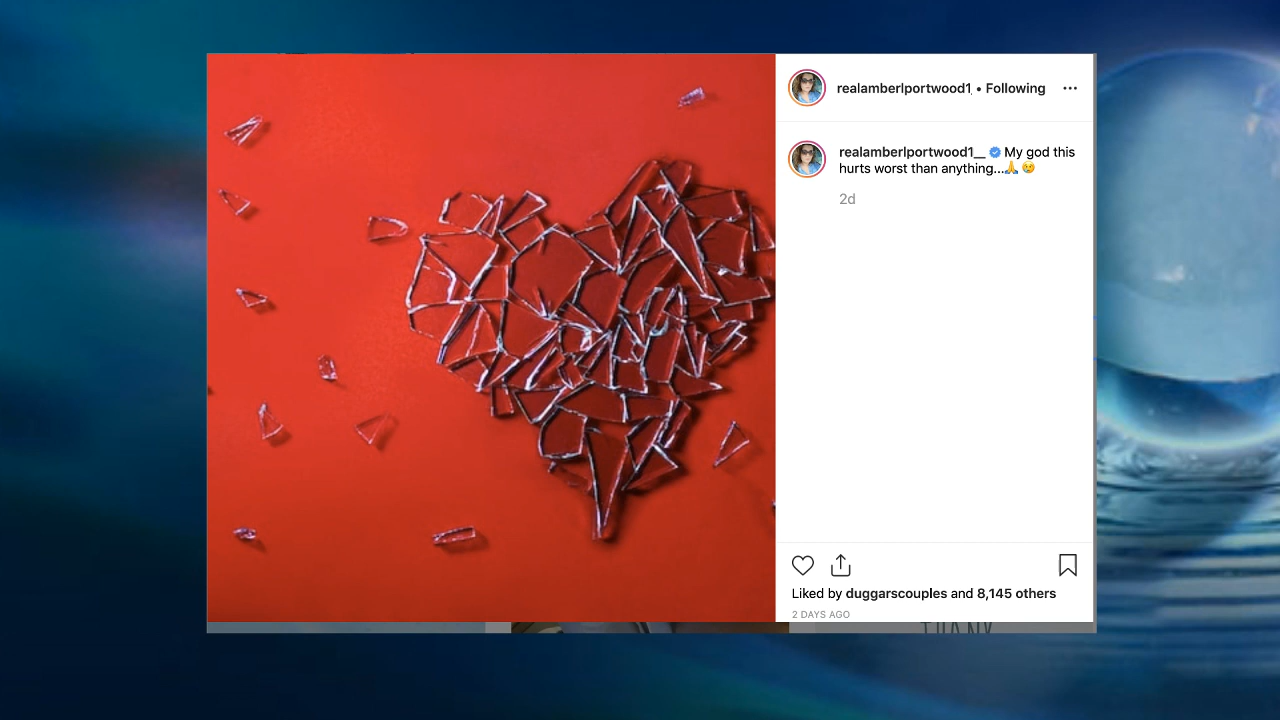 realamberlportwood1 • Following
realamberlportwood1__ My god this
hurts worst than anything...🙏😢
2d
Liked by duggarscouples and 8,145 others
2 DAYS AGO